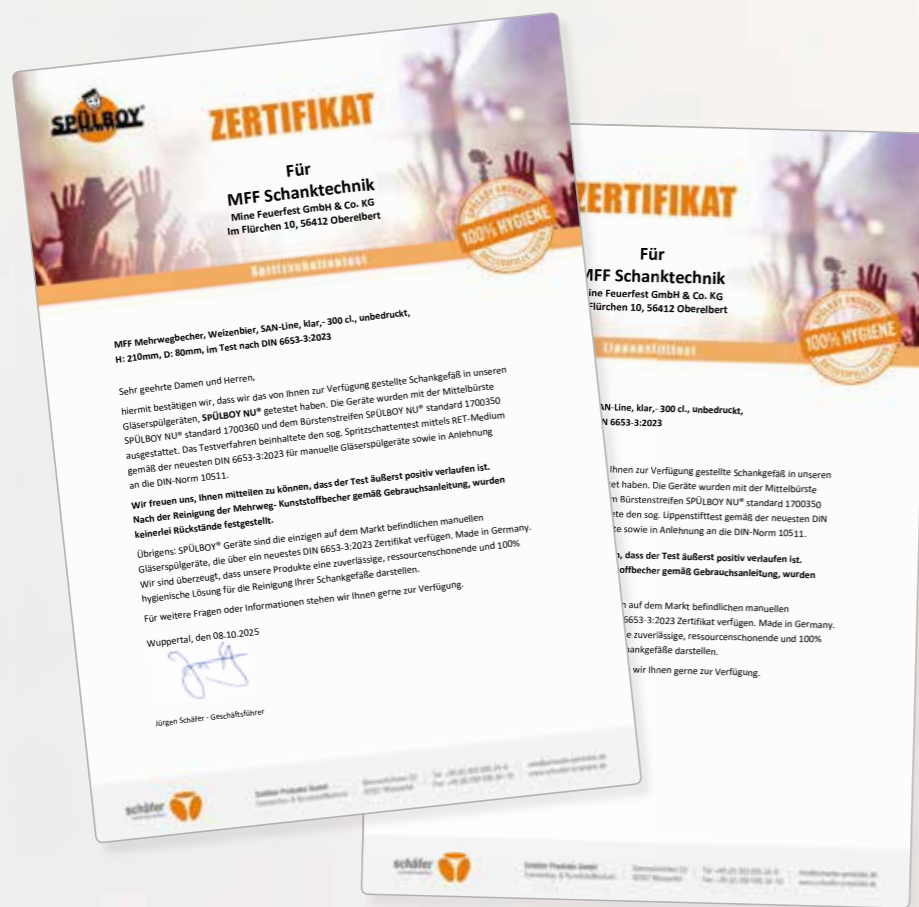 SPÜLBOY®
ZERTIFIKAT
Für
MFF Schanktechnik
Mine Feuerfest GmbH & Co. KG
Im Flürchen 10, 56412 Oberelbert
100% HYGIENE
Spritzschattentest
MFF Mehrwegbecher, Weizenbier, SAN-Line, klar,- 300 cl., unbedruckt,
H: 210mm, D: 80mm, im Test nach DIN 6653-3:2023
Sehr geehrte Damen und Herren,
hiermit bestätigen wir, dass wir das von Ihnen zur Verfügung gestellte Schankgefäß in unseren
Gläserspülgeräten, SPÜLBOY NU® getestet haben. Die Geräte wurden mit der Mittelbürste
SPÜLBOY NU® standard 1700360 und dem Bürstenstreifen SPÜLBOY NU® standard 1700350
ausgestattet. Das Testverfahren beinhaltete den sog. Spritzschattentest mittels RET-Medium
gemäß der neuesten DIN 6653-3:2023 für manuelle Gläserspülgeräte sowie in Anlehnung
an die DIN-Norm 10511.
Wir freuen uns, Ihnen mitteilen zu können, dass der Test äußerst positiv verlaufen ist.
Nach der Reinigung der Mehrweg- Kunststoffbecher gemäß Gebrauchsanleitung, wurden
keinerlei Rückstände festgestellt.
Übrigens: SPÜLBOY® Geräte sind die einzigen auf dem Markt befindlichen manuellen
Gläserspülgeräte, die über ein neuestes DIN 6653-3:2023 Zertifikat verfügen. Made in Germany.
Wir sind überzeugt, dass unsere Produkte eine zuverlässige, ressourcenschonende und 100%
hygienische Lösung für die Reinigung Ihrer Schankgefäße darstellen.
Für weitere Fragen oder Informationen stehen wir Ihnen gerne zur Verfügung.
Wuppertal, den 08.10.2025
Jürgen Schäfer - Geschäftsführer
schäfer
ZERTIFIKAT
Für
MFF Schanktechnik
ine Feuerfest GmbH & Co. KG
Flürchen 10, 56412 Oberelbert
100% HYGIENE
Lippenstifttest
AN-Line, klar,- 300 cl., unbedruckt,
N 6653-3:2023
Ihnen zur Verfügung gestellte Schankgefäß in unseren
et haben. Die Geräte wurden mit der Mittelbürste
m Bürstenstreifen SPÜLBOY NU® standard 1700350
ete den sog. Lippenstifttest gemäß der neuesten DIN
te sowie in Anlehnung an die DIN-Norm 10511.
, dass der Test äußerst positiv verlaufen ist.
offbecher gemäß Gebrauchsanleitung, wurden
n auf dem Markt befindlichen manuellen
6653-3:2023 Zertifikat verfügen. Made in Germany.
e zuverlässige, ressourcenschonende und 100%
hankgefäße darstellen.
wir Ihnen gerne zur Verfügung.
schäfer